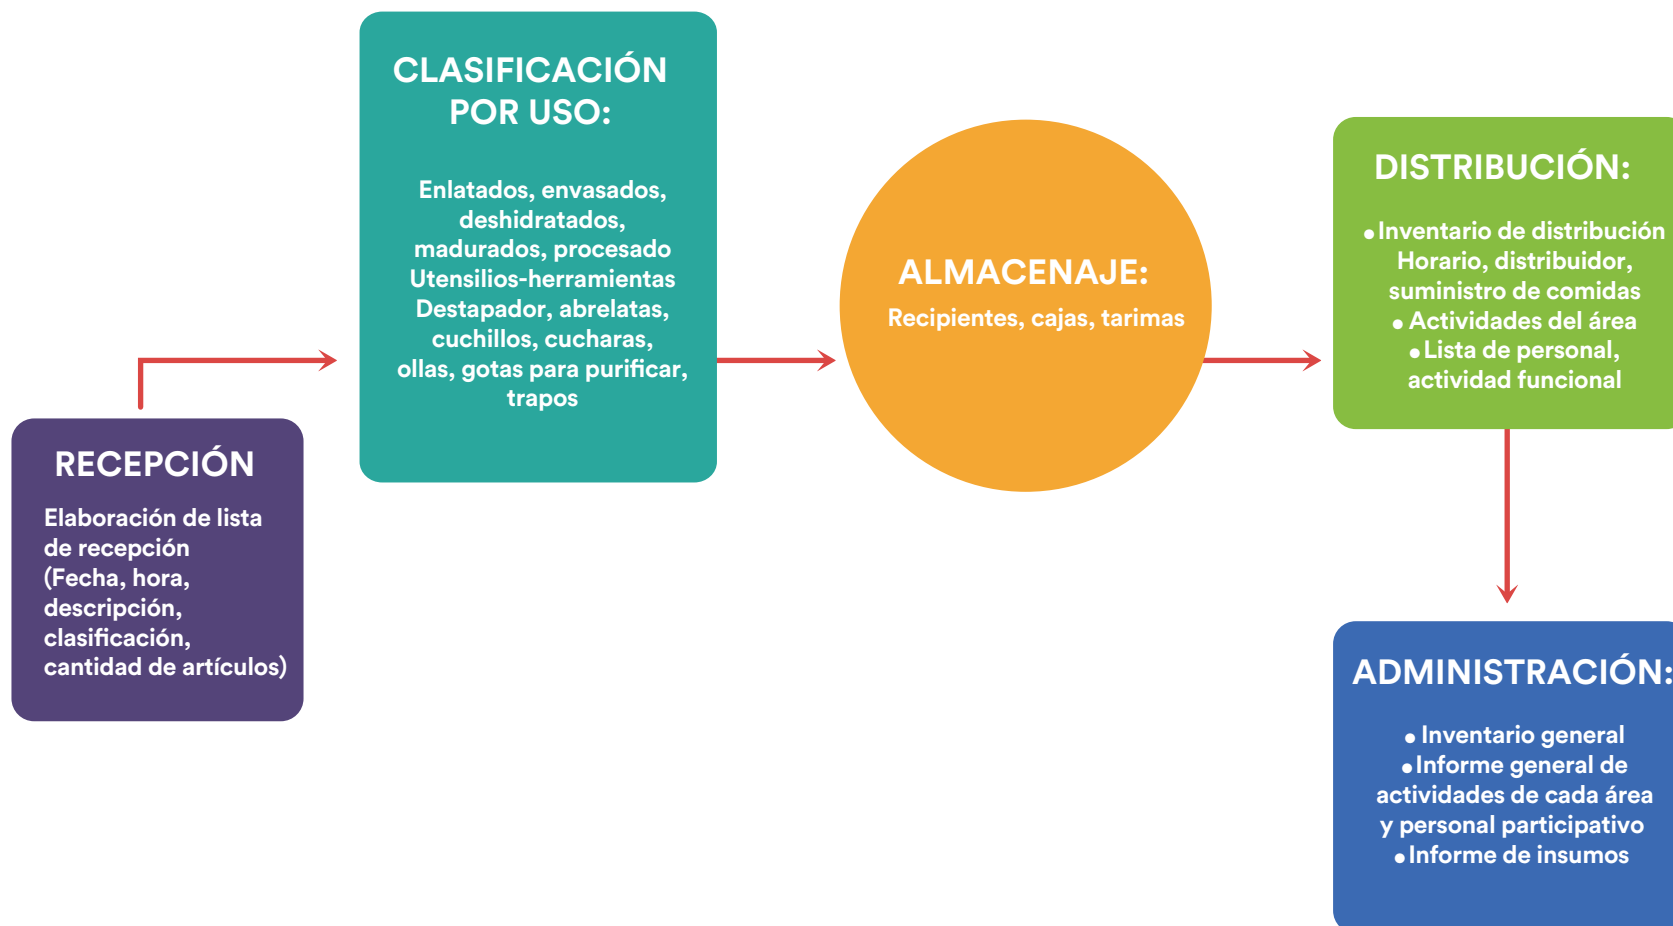 RECEPCIÓN
Elaboración de lista
de recepción
(Fecha, hora,
descripción,
clasificación,
cantidad de artículos)
CLASIFICACIÓN
POR USO:
Enlatados, envasados,
deshidratados,
madurados, procesado
Utensilios-herramientas
Destapador, abrelatas,
cuchillos, cucharas,
ollas, gotas para purificar,
trapos
ALMACENAJE:
Recipientes, cajas, tarimas
DISTRIBUCIÓN:
• Inventario de distribución
Horario, distribuidor,
suministro de comidas
• Actividades del área
• Lista de personal,
actividad funcional
ADMINISTRACIÓN:
• Inventario general
• Informe general de
actividades de cada área
y personal participativo
• Informe de insumos